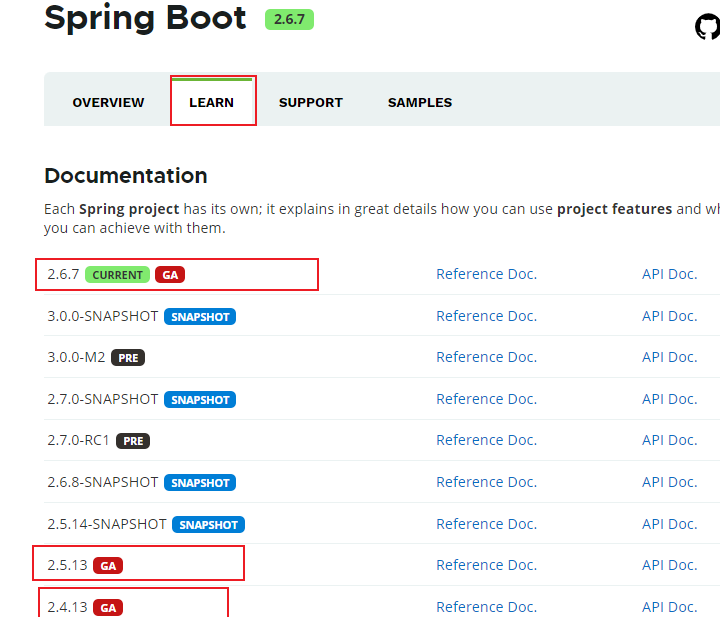 Spring Boot 2.6.7
OVERVIEW LEARN SUPPORT SAMPLES
Documentation
Each Spring project has its own; it explains in great details how you can use project features and
you can achieve with them.
2.6.7 CURRENT GA Reference Doc. API Doc.
3.0.0-SNAPSHOT SNAPSHOT Reference Doc. API Doc.
3.0.0-M2 PRE Reference Doc. API Doc.
2.7.0-SNAPSHOT SNAPSHOT Reference Doc. API Doc.
2.7.0-RC1 PRE Reference Doc. API Doc.
2.6.8-SNAPSHOT SNAPSHOT Reference Doc. API Doc.
2.5.14-SNAPSHOT SNAPSHOT Reference Doc. API Doc.
2.5.13 GA Reference Doc. API Doc.
2.4.13 GA Reference Doc. API Doc.